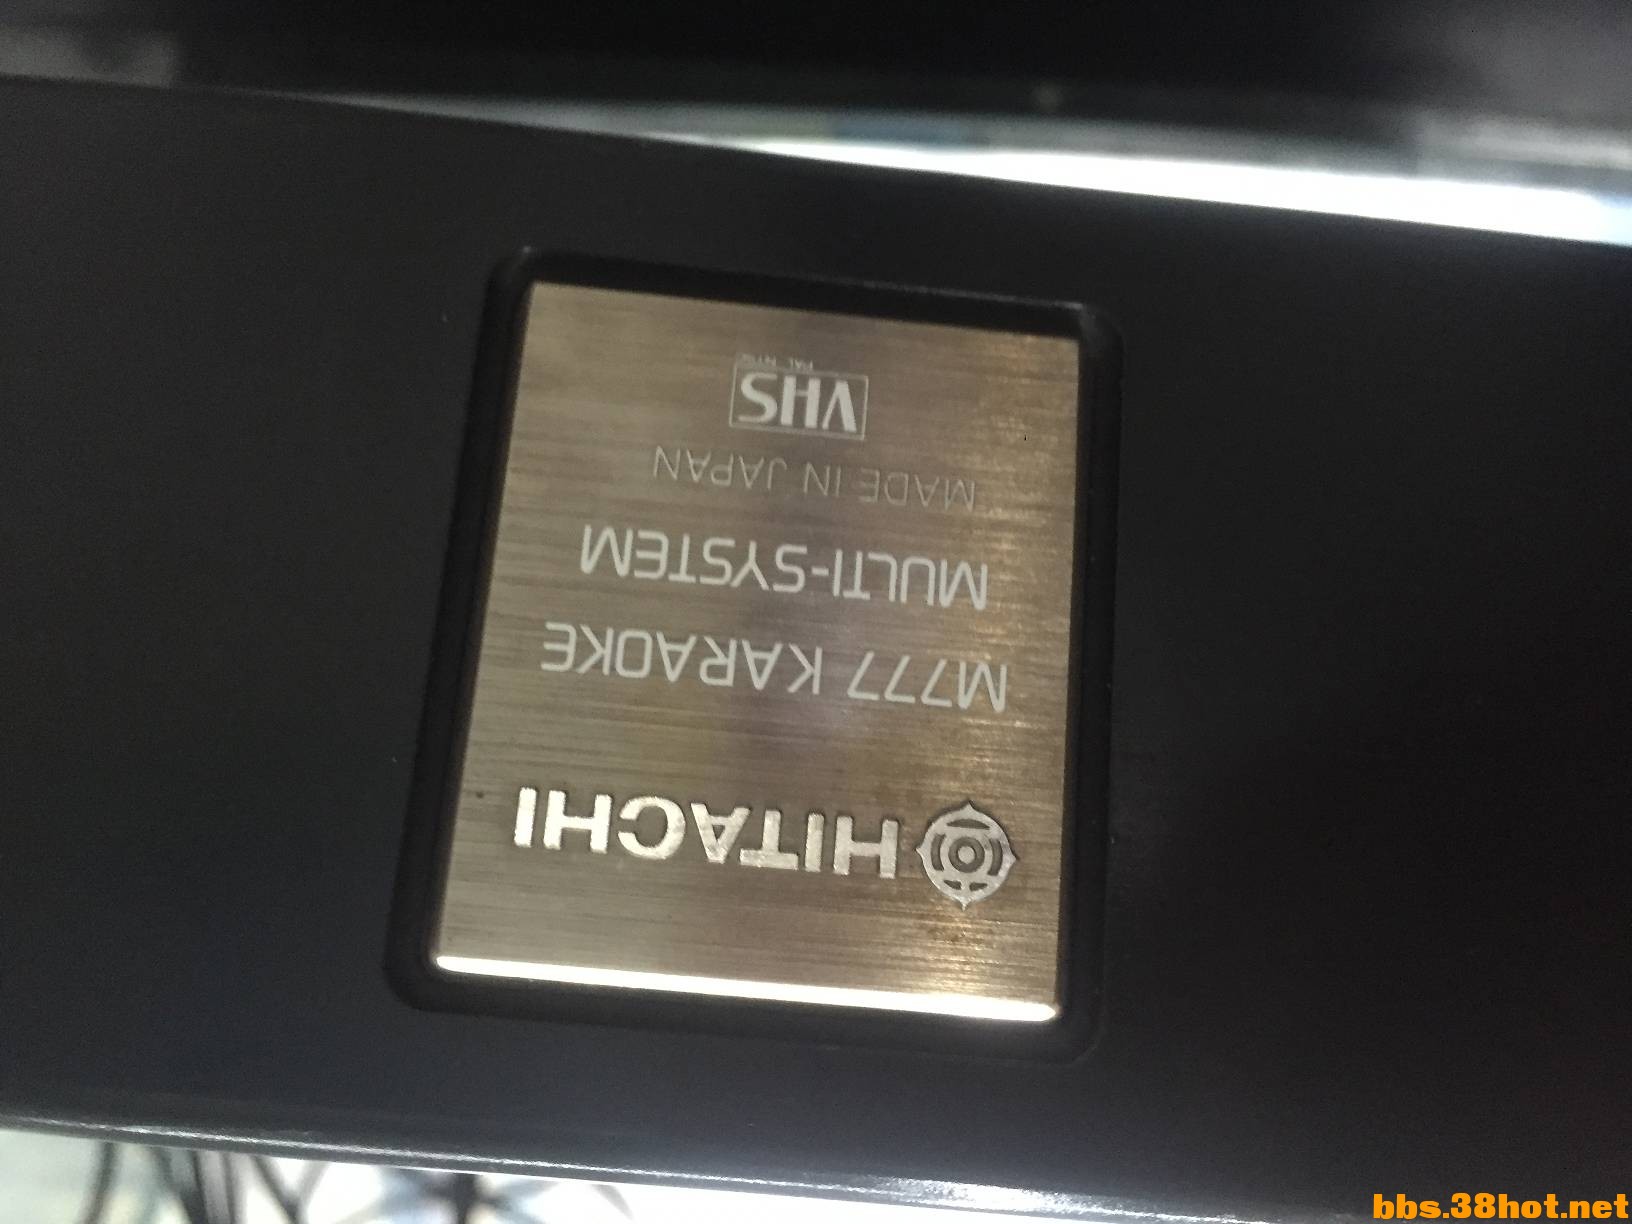 HITACHI
M777 KARAOKE
MULTI-SYSTEM
MADE IN JAPAN
VHS
bbs.38hot.net